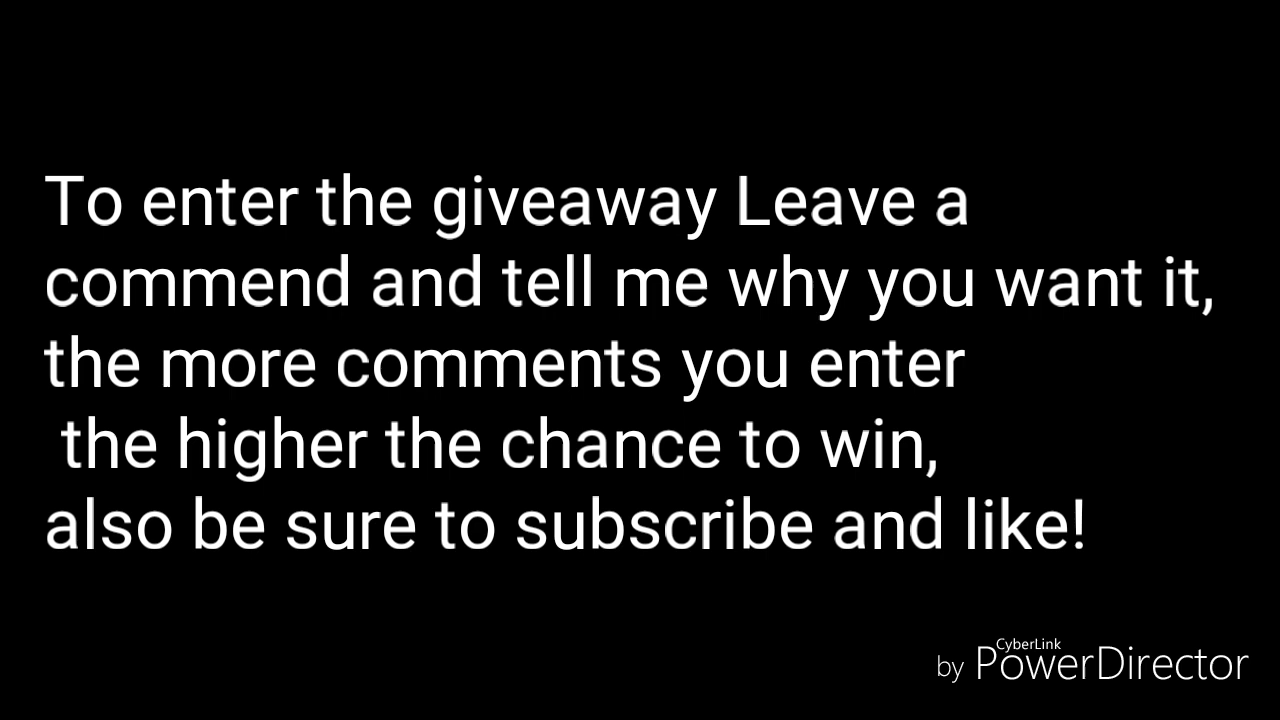 To enter the giveaway Leave a
commend and tell me why you want it,
the more comments you enter
the higher the chance to win,
also be sure to subscribe and like!
CyberLink
by PowerDirector